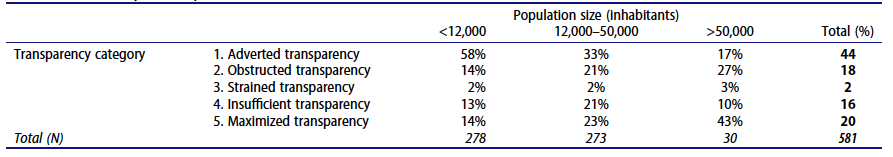 Population size (inhabitants)
<12,000 12,000–50,000 >50,000 Total (%)
Transparency category 1. Adverted transparency 58% 33% 17% 44
2. Obstructed transparency 14% 21% 27% 18
3. Strained transparency 2% 2% 3% 2
4. Insufficient transparency 13% 21% 10% 16
5. Maximized transparency 14% 23% 43% 20
Total (N) 278 273 30 581